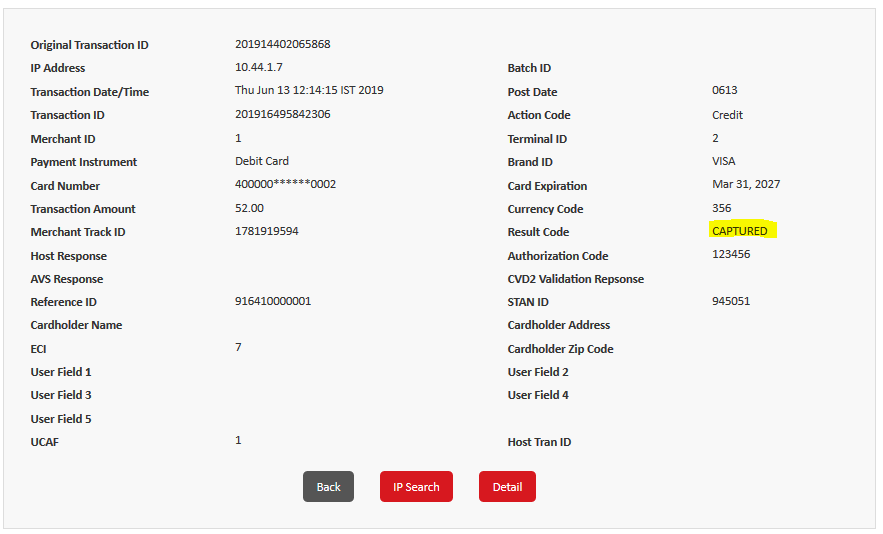 Original Transaction ID 201914402065868
IP Address 10.44.1.7 Batch ID
Transaction Date/Time Thu Jun 13 12:14:15 IST 2019 Post Date 0613
Transaction ID 201916495842306 Action Code Credit
Merchant ID 1 Terminal ID 2
Payment Instrument Debit Card Brand ID VISA
Card Number 400000******0002 Card Expiration Mar 31, 2027
Transaction Amount 52.00 Currency Code 356
Merchant Track ID 1781919594 Result Code CAPTURED
Host Response Authorization Code 123456
AVS Response CVD2 Validation Repsonse
Reference ID 916410000001 STAN ID 945051
Cardholder Name Cardholder Address
ECI 7 Cardholder Zip Code
User Field 1 User Field 2
User Field 3 User Field 4
User Field 5
UCAF 1 Host Tran ID
Back IP Search Detail